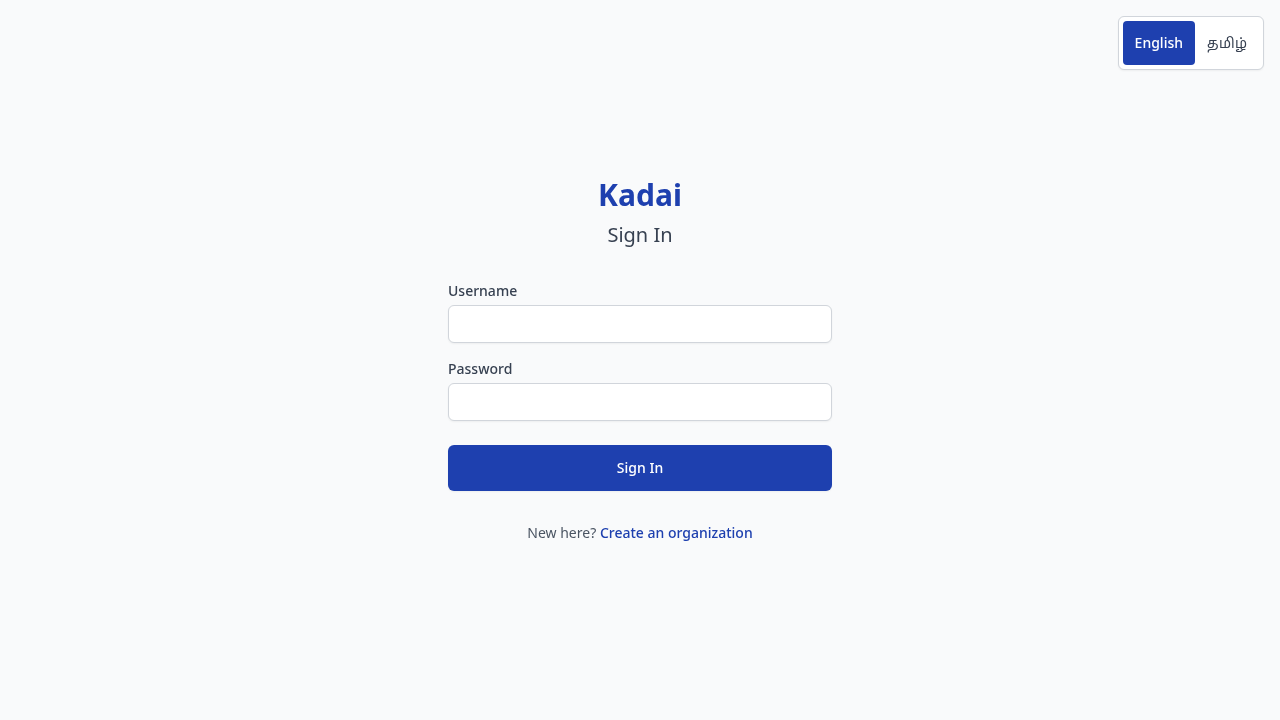 English தமிழ்
Kadai
Sign In
Username
Password
Sign In
New here? Create an organization